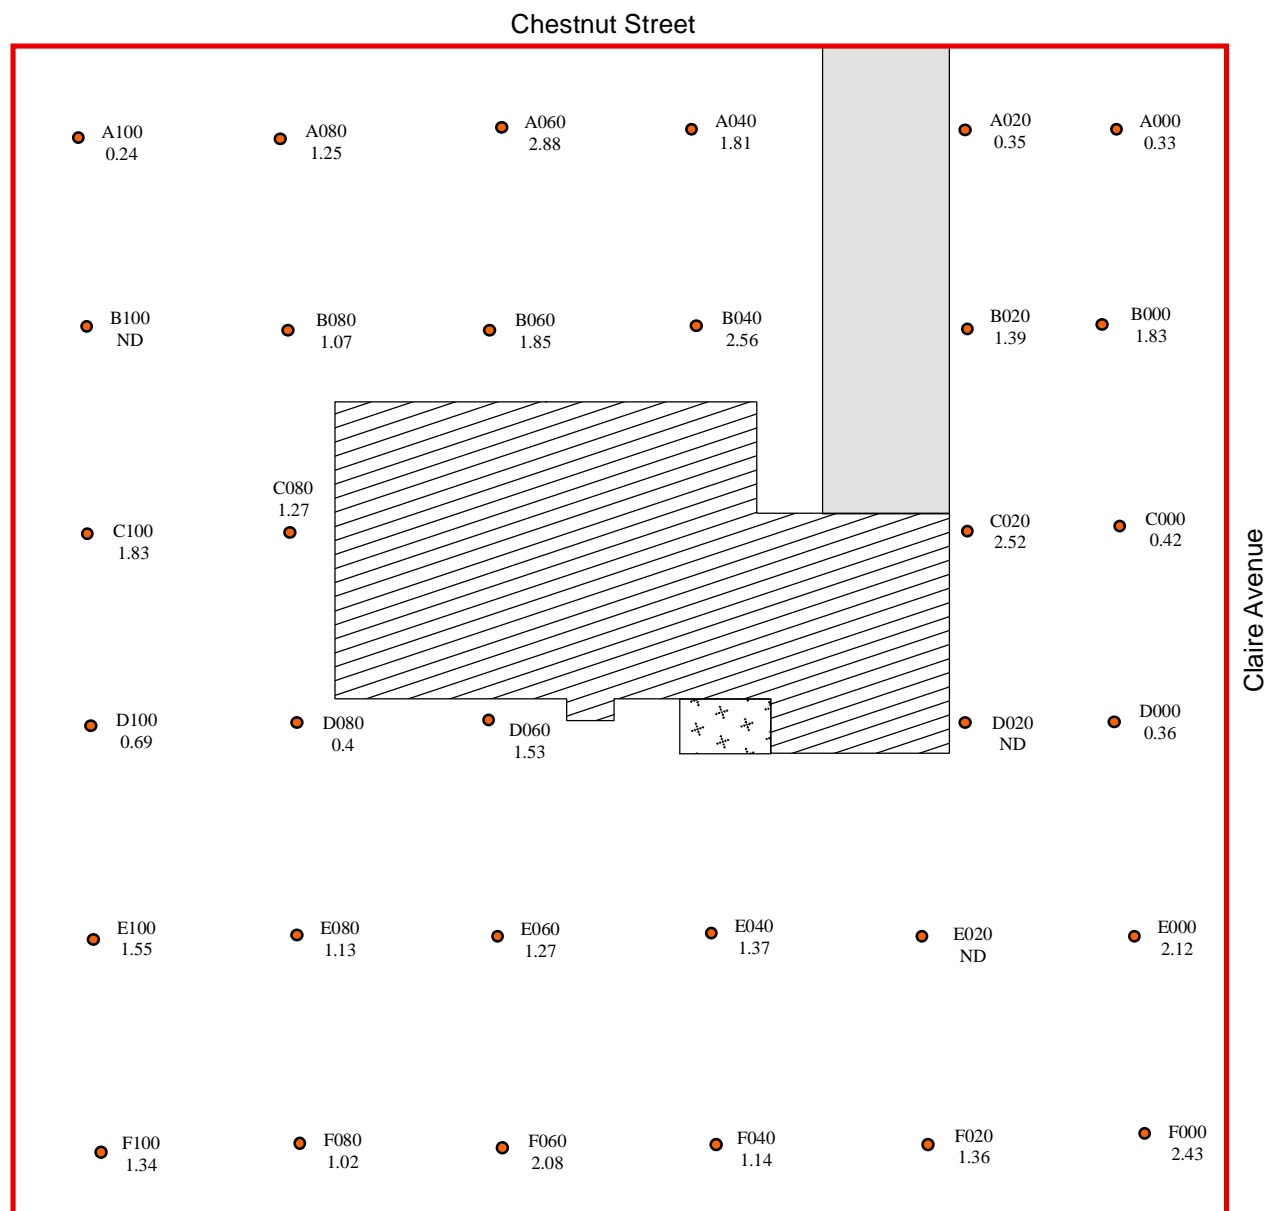 Chestnut Street
A100
0.24
A080
1.25
A060
2.88
A040
1.81
A020
0.35
A000
0.33
B100
ND
B080
1.07
B060
1.85
B040
2.56
B020
1.39
B000
1.83
C100
1.83
C080
1.27
C020
2.52
C000
0.42
Claire Avenue
D100
0.69
D080
0.4
D060
1.53
D020
ND
D000
0.36
E100
1.55
E080
1.13
E060
1.27
E040
1.37
E020
ND
E000
2.12
F100
1.34
F080
1.02
F060
2.08
F040
1.14
F020
1.36
F000
2.43